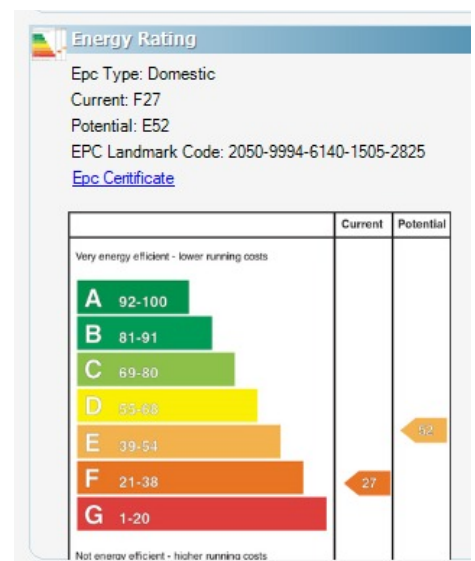 Energy Rating
Epc Type: Domestic
Current: F27
Potential: E52
EPC Landmark Code: 2050-9994-6140-1505-2825
Epc Ceritificate
Current Potential
Very energy efficient - lower running costs
A 92-100
B 81-91
C 69-80
D 55-68
E 39-54
52
F 21-38
27
G 1-20
Not energy efficient - higher running costs